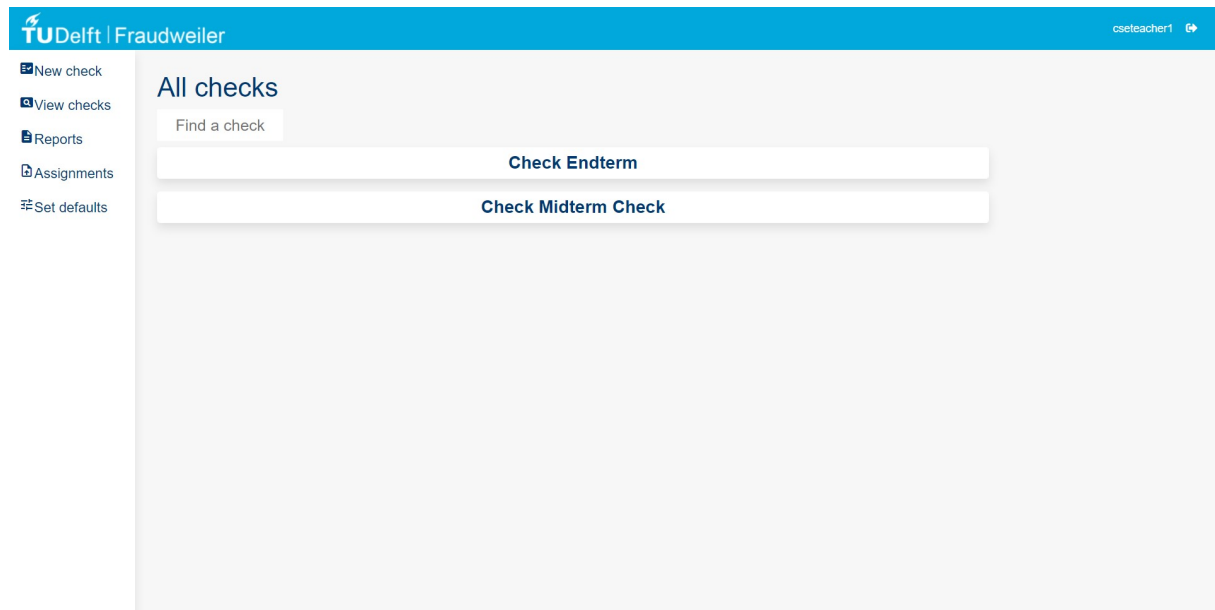 TUDelft | Fraudweiler
cseteacher1
New check
View checks
Reports
Assignments
Set defaults
All checks
Find a check
Check Endterm
Check Midterm Check